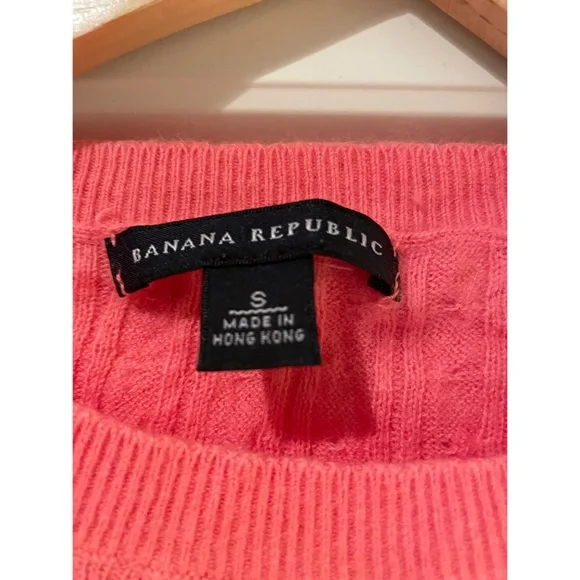 BANANA REPUBLIC
S
MADE IN
HONG KONG